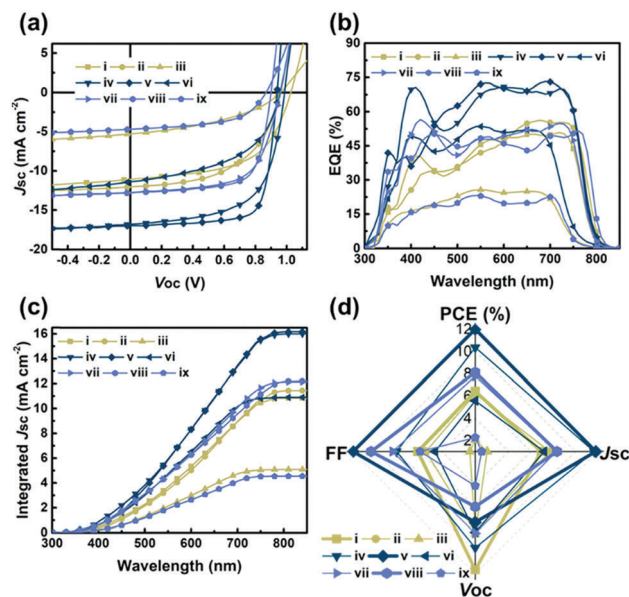 (a)
5
0
-5
-10
-15
-20
Jsc (mA cm⁻²)
i ii iii
iv v vi
vii viii ix
-0.4 -0.2 0.0 0.2 0.4 0.6 0.8 1.0
Voc (V)
(b)
90
75
60
45
30
15
0
EQE (%)
i ii iii iv v vi
vii viii ix
300 400 500 600 700 800
Wavelength (nm)
(c)
16
14
12
10
8
6
4
2
0
Integrated Jsc (mA cm⁻²)
i ii iii
iv v vi
vii viii ix
300 400 500 600 700 800
Wavelength (nm)
(d)
PCE (%)
12
10
8
6
4
2
FF
Jsc
Voc
i ii iii
iv v vi
vii viii ix